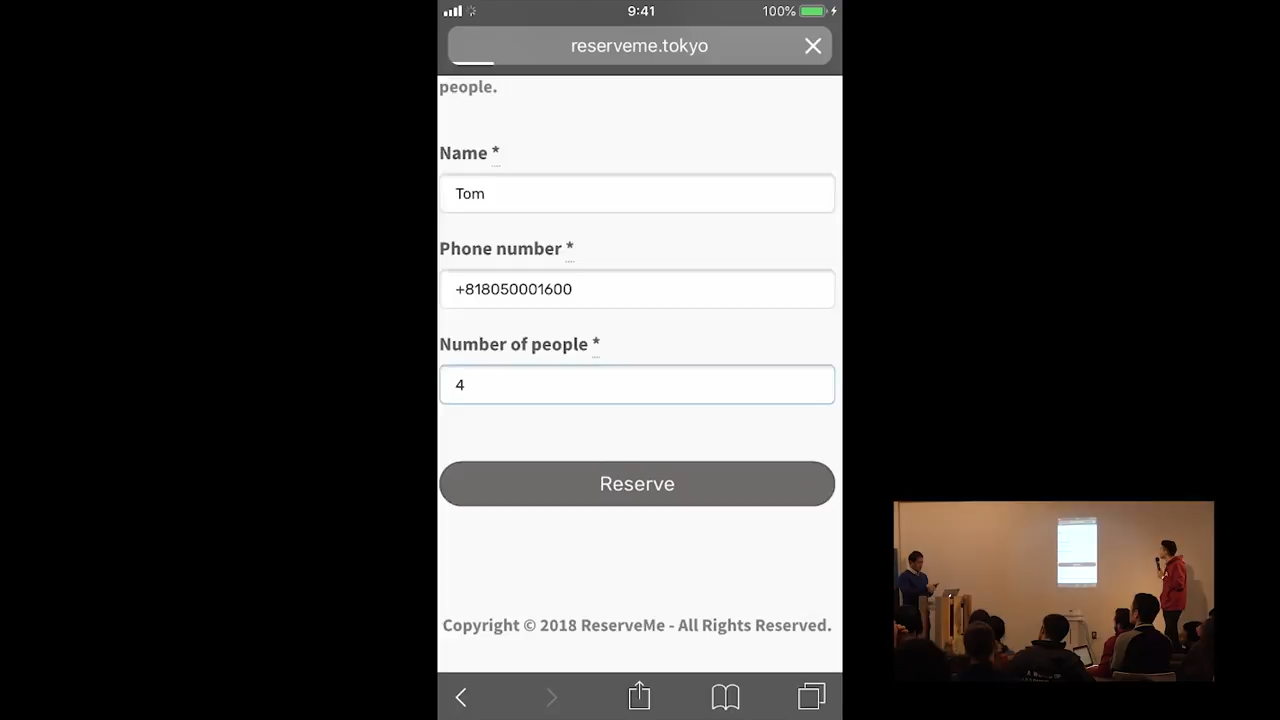 9:41
100%
reserveme.tokyo
people.
Name *
Tom
Phone number *
+818050001600
Number of people *
4
Reserve
Copyright © 2018 ReserveMe - All Rights Reserved.